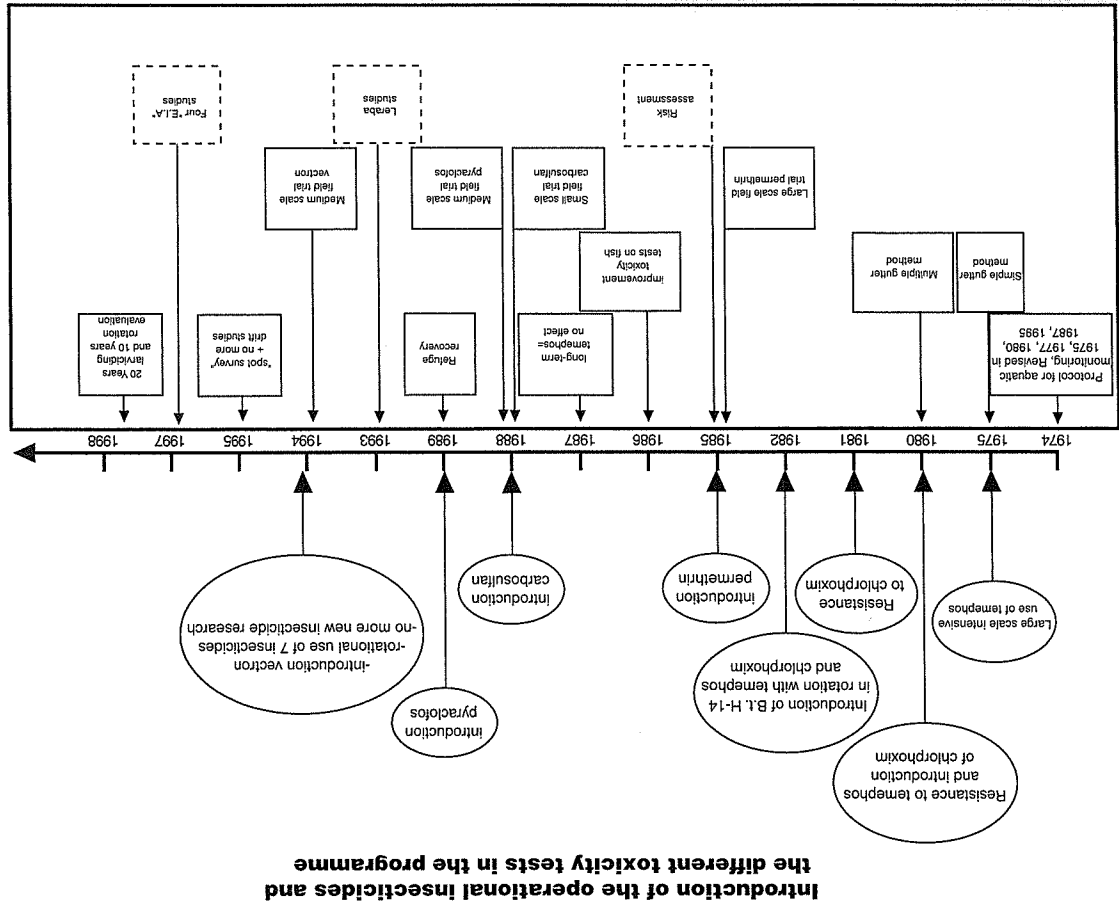 Introduction of the operational insecticides and
the different toxicity tests in the programme
Resistance to temephos
and introduction
of chlorphoxim
introduction
pyraclofos
Introduction of B.t. H-14
in rotation with temephos
and chlorphoxim
-introduction vectron
-rotational use of 7 insecticides
-no more new insecticide research
Large scale intensive
use of temephos
Resistance
to chlorphoxim
introduction
permethrin
introduction
carbosulfan
1974
1975
1980
1981
1982
1985
1986
1987
1988
1989
1993
1994
1995
1997
1998
Protocol for aquatic
monitoring, Revised in
1975, 1977, 1980,
1987, 1995
long-term
temephos=
no effect
Refuge
recovery
"spot survey"
+ no more
drift studies
20 Years
larviciding
and 10 years
rotation
evaluation
Simple gutter
method
Multiple gutter
method
improvement
toxicity
tests on fish
Large scale field
trial permethrin
Small scale
field trial
carbosulfan
Medium scale
field trial
pyraclofos
Medium scale
field trial
vectron
Risk
assessment
Leraba
studies
Four "E.I.A"
studies